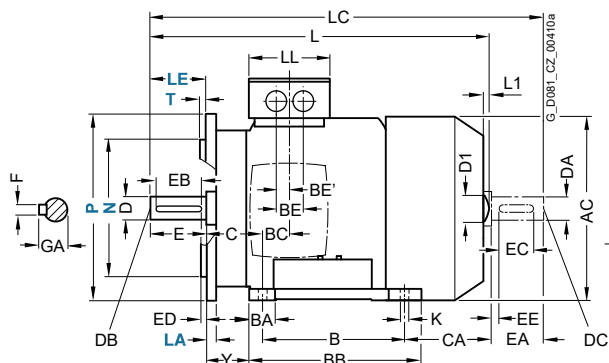 LC
L
LL
LE
L1
T
G_D081_CZ_00410a
F
EB
D
P
N
BE'
BE
D1
DA
AC
GA
E
C
BC
EC
DB
ED
LA
BA
B
K
CA
EE
EA
DC
Y
BB